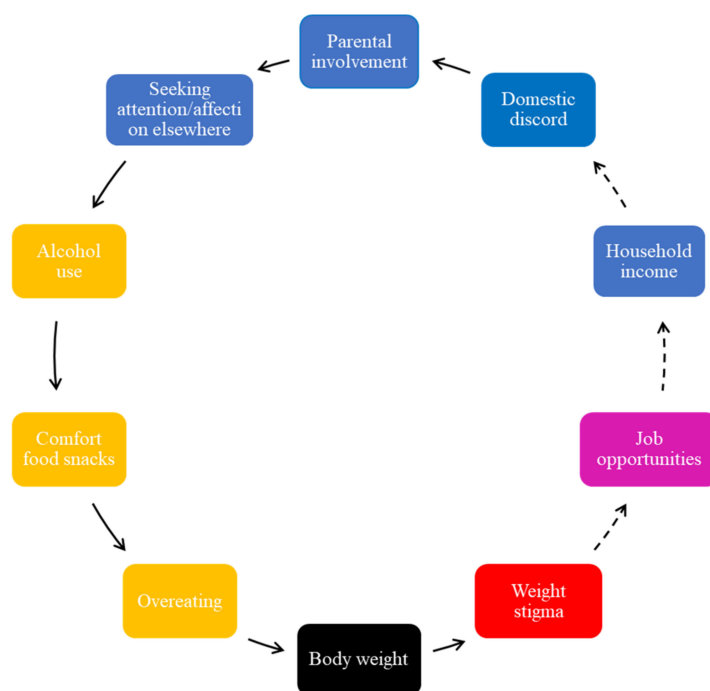 Parental
involvement
Seeking
attention/affecti
on elsewhere
Domestic
discord
Alcohol
use
Household
income
Comfort
food snacks
Job
opportunities
Overeating
Weight
stigma
Body weight